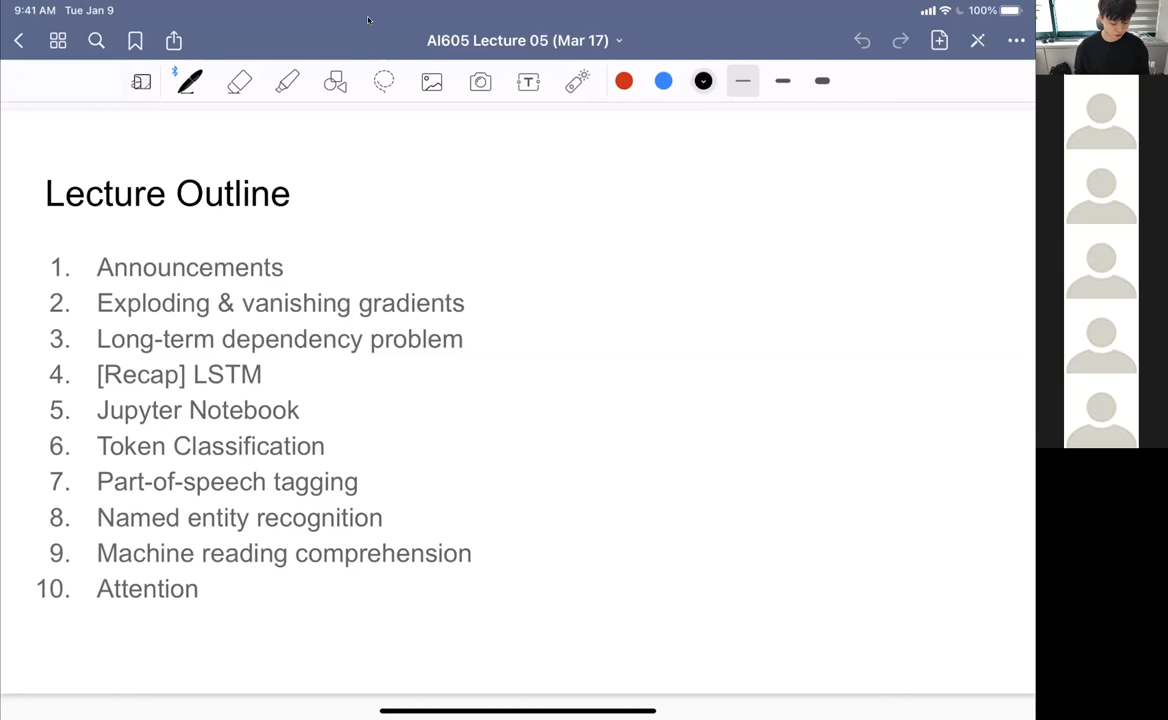 9:41 AM Tue Jan 9
100%
AI605 Lecture 05 (Mar 17)
T
Lecture Outline
1. Announcements
2. Exploding & vanishing gradients
3. Long-term dependency problem
4. [Recap] LSTM
5. Jupyter Notebook
6. Token Classification
7. Part-of-speech tagging
8. Named entity recognition
9. Machine reading comprehension
10. Attention